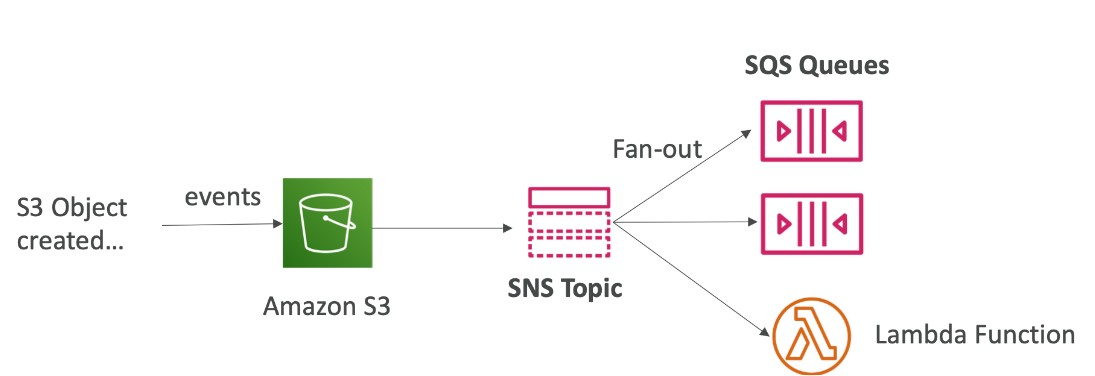 SQS Queues
Fan-out
events
S3 Object
created...
Amazon S3
SNS Topic
Lambda Function